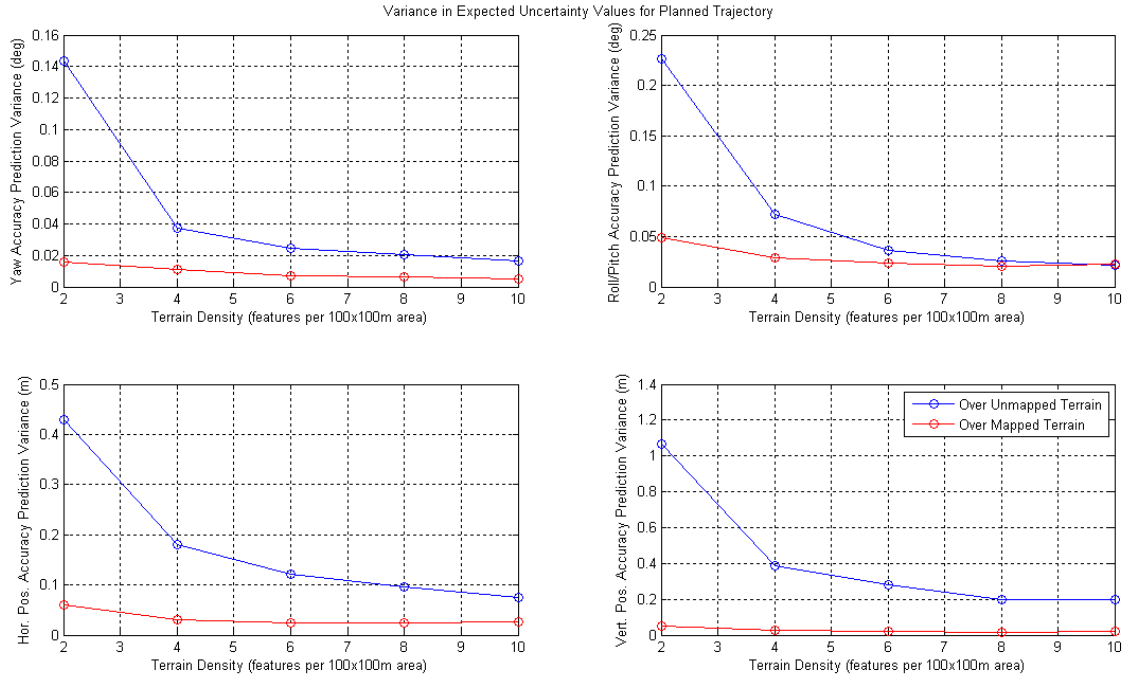 Variance in Expected Uncertainty Values for Planned Trajectory
Yaw Accuracy Prediction Variance (deg)
0.16
0.14
0.12
0.1
0.08
0.06
0.04
0.02
0
2 3 4 5 6 7 8 9 10
Terrain Density (features per 100x100m area)
Roll/Pitch Accuracy Prediction Variance (deg)
0.25
0.2
0.15
0.1
0.05
0
2 3 4 5 6 7 8 9 10
Terrain Density (features per 100x100m area)
Hor. Pos. Accuracy Prediction Variance (m)
0.5
0.4
0.3
0.2
0.1
0
2 3 4 5 6 7 8 9 10
Terrain Density (features per 100x100m area)
Vert. Pos. Accuracy Prediction Variance (m)
1.4
1.2
1
0.8
0.6
0.4
0.2
0
2 3 4 5 6 7 8 9 10
Terrain Density (features per 100x100m area)
Over Unmapped Terrain
Over Mapped Terrain